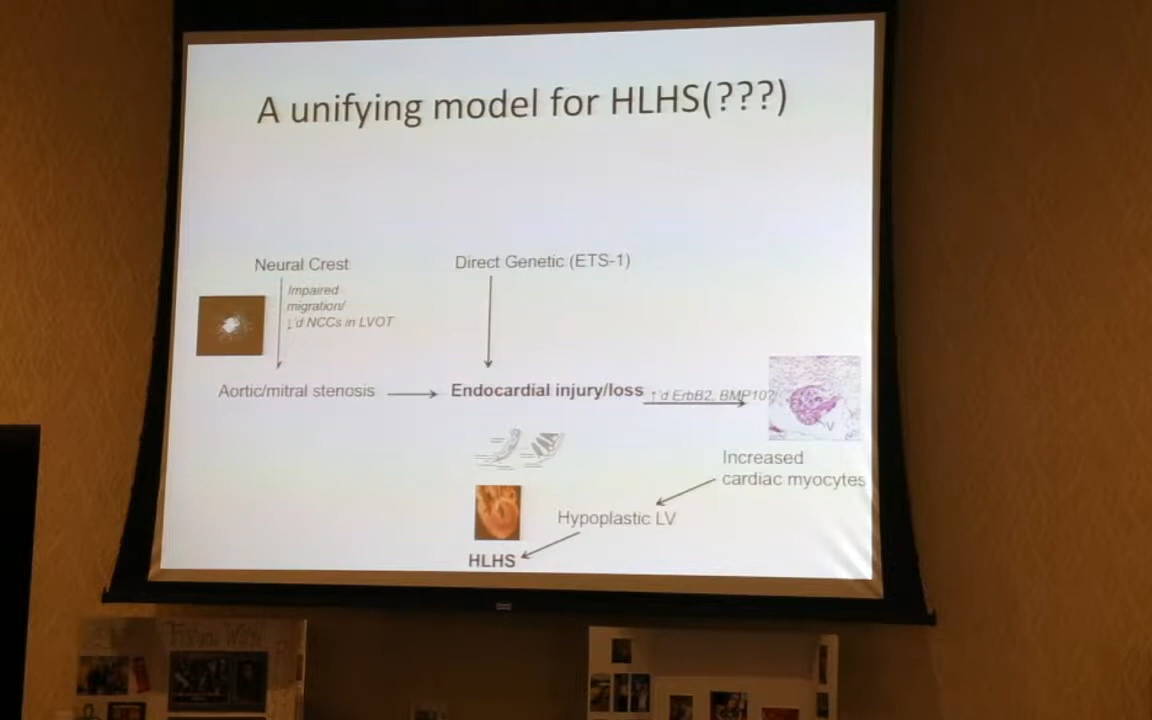 A unifying model for HLHS(???)
Neural Crest
Direct Genetic (ETS-1)
Impaired
migration/
↓'d NCCs in LVOT
Aortic/mitral stenosis
Endocardial injury/loss
↑'d ErbB2, BMP10?
V
Increased
cardiac myocytes
Hypoplastic LV
HLHS